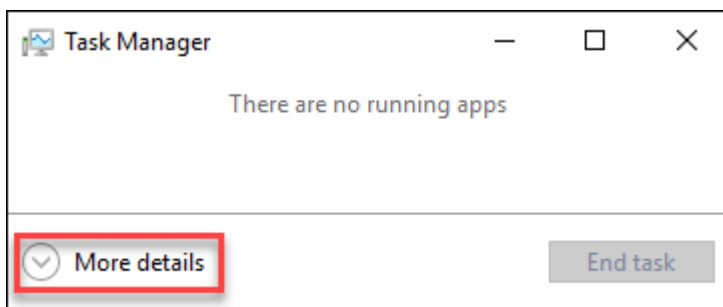 Task Manager
There are no running apps
More details
End task